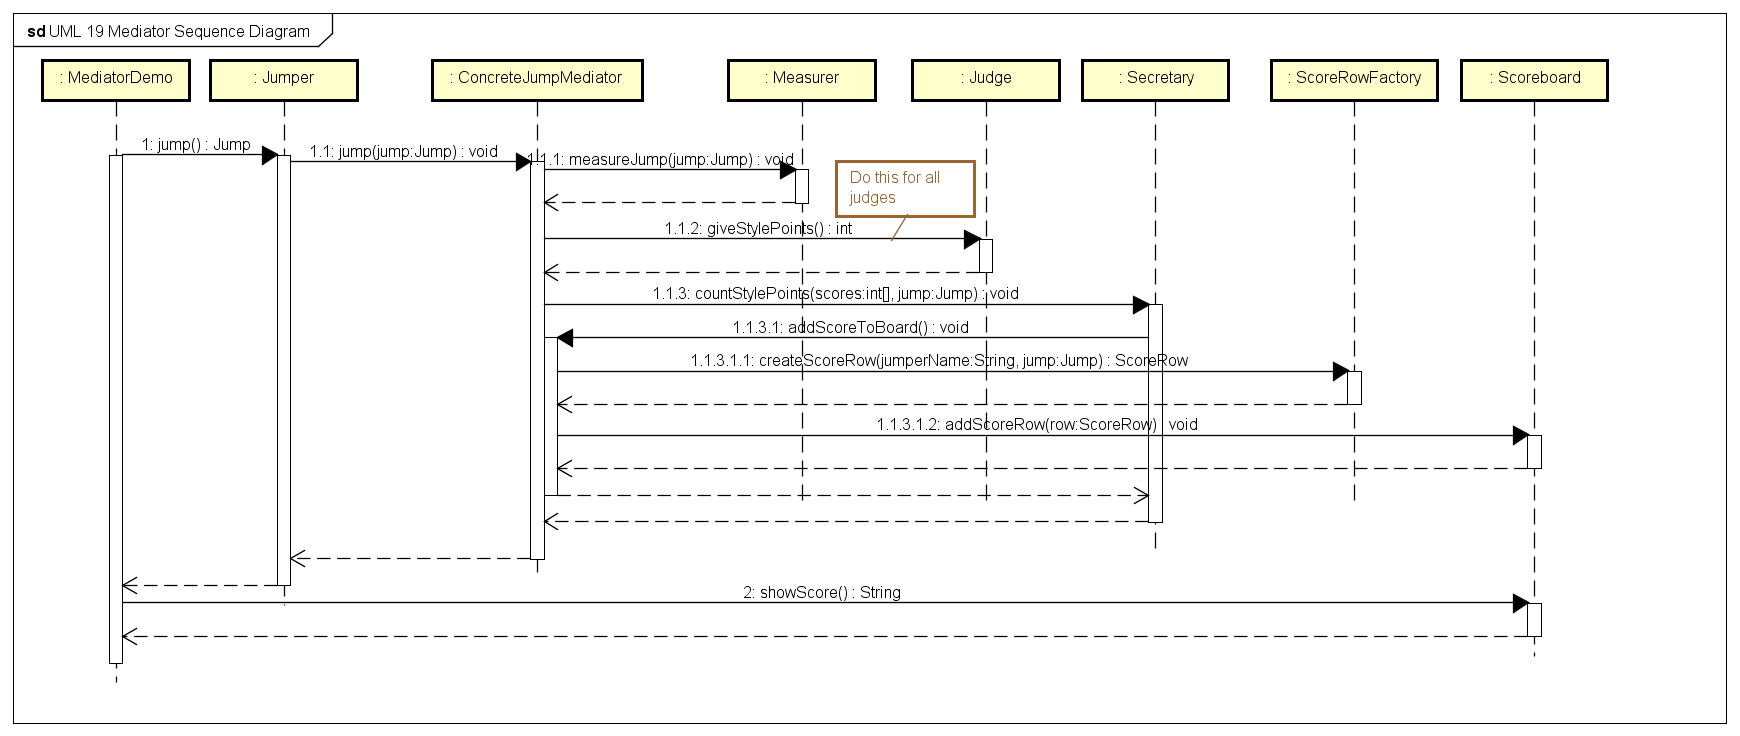 sd UML 19 Mediator Sequence Diagram
: MediatorDemo
: Jumper
: ConcreteJumpMediator
: Measurer
: Judge
: Secretary
: ScoreRowFactory
: Scoreboard
1: jump() : Jump
1.1: jump(jump:Jump) : void
1.1.1: measureJump(jump:Jump) : void
Do this for all
judges
1.1.2: giveStylePoints() : int
1.1.3: countStylePoints(scores:int[], jump:Jump) : void
1.1.3.1: addScoreToBoard() : void
1.1.3.1.1: createScoreRow(jumperName:String, jump:Jump) : ScoreRow
1.1.3.1.2: addScoreRow(row:ScoreRow) : void
2: showScore() : String